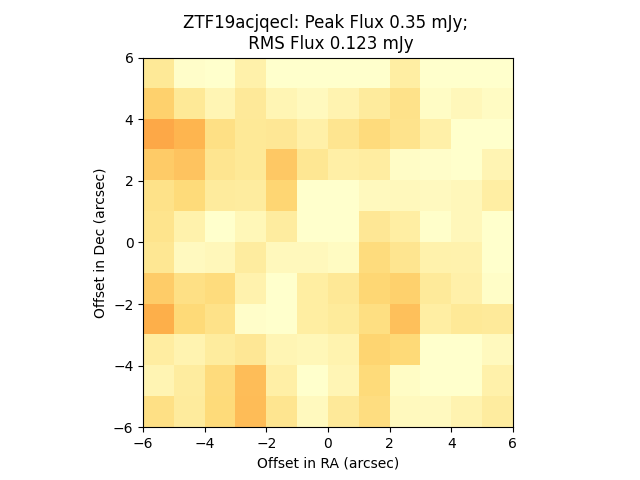 ZTF19acjqecl: Peak Flux 0.35 mJy;
RMS Flux 0.123 mJy
6
4
2
0
−2
−4
−6
Offset in Dec (arcsec)
−6 −4 −2 0 2 4 6
Offset in RA (arcsec)